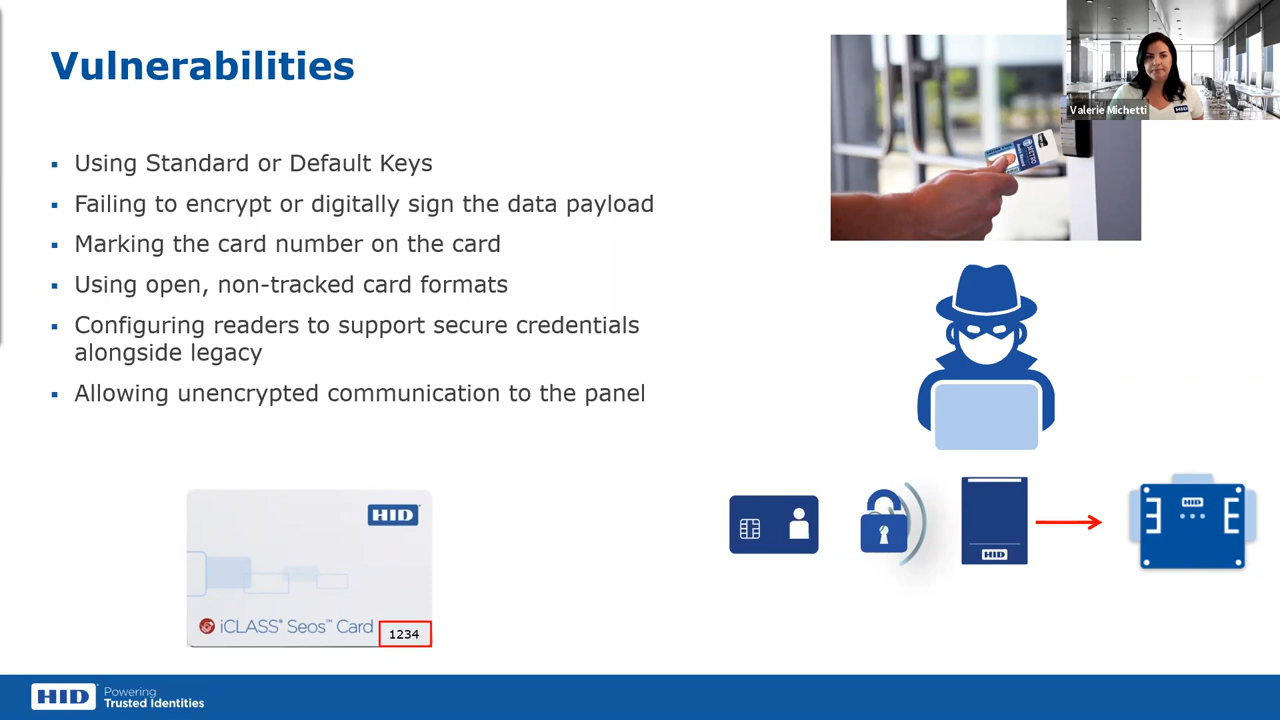 Vulnerabilities
Valerie Michetti
HID
METRO
▪ Using Standard or Default Keys
▪ Failing to encrypt or digitally sign the data payload
▪ Marking the card number on the card
▪ Using open, non-tracked card formats
▪ Configuring readers to support secure credentials
alongside legacy
▪ Allowing unencrypted communication to the panel
HID
iCLASS® Seos™ Card
1234
HID
HID
HID
Powering
Trusted Identities